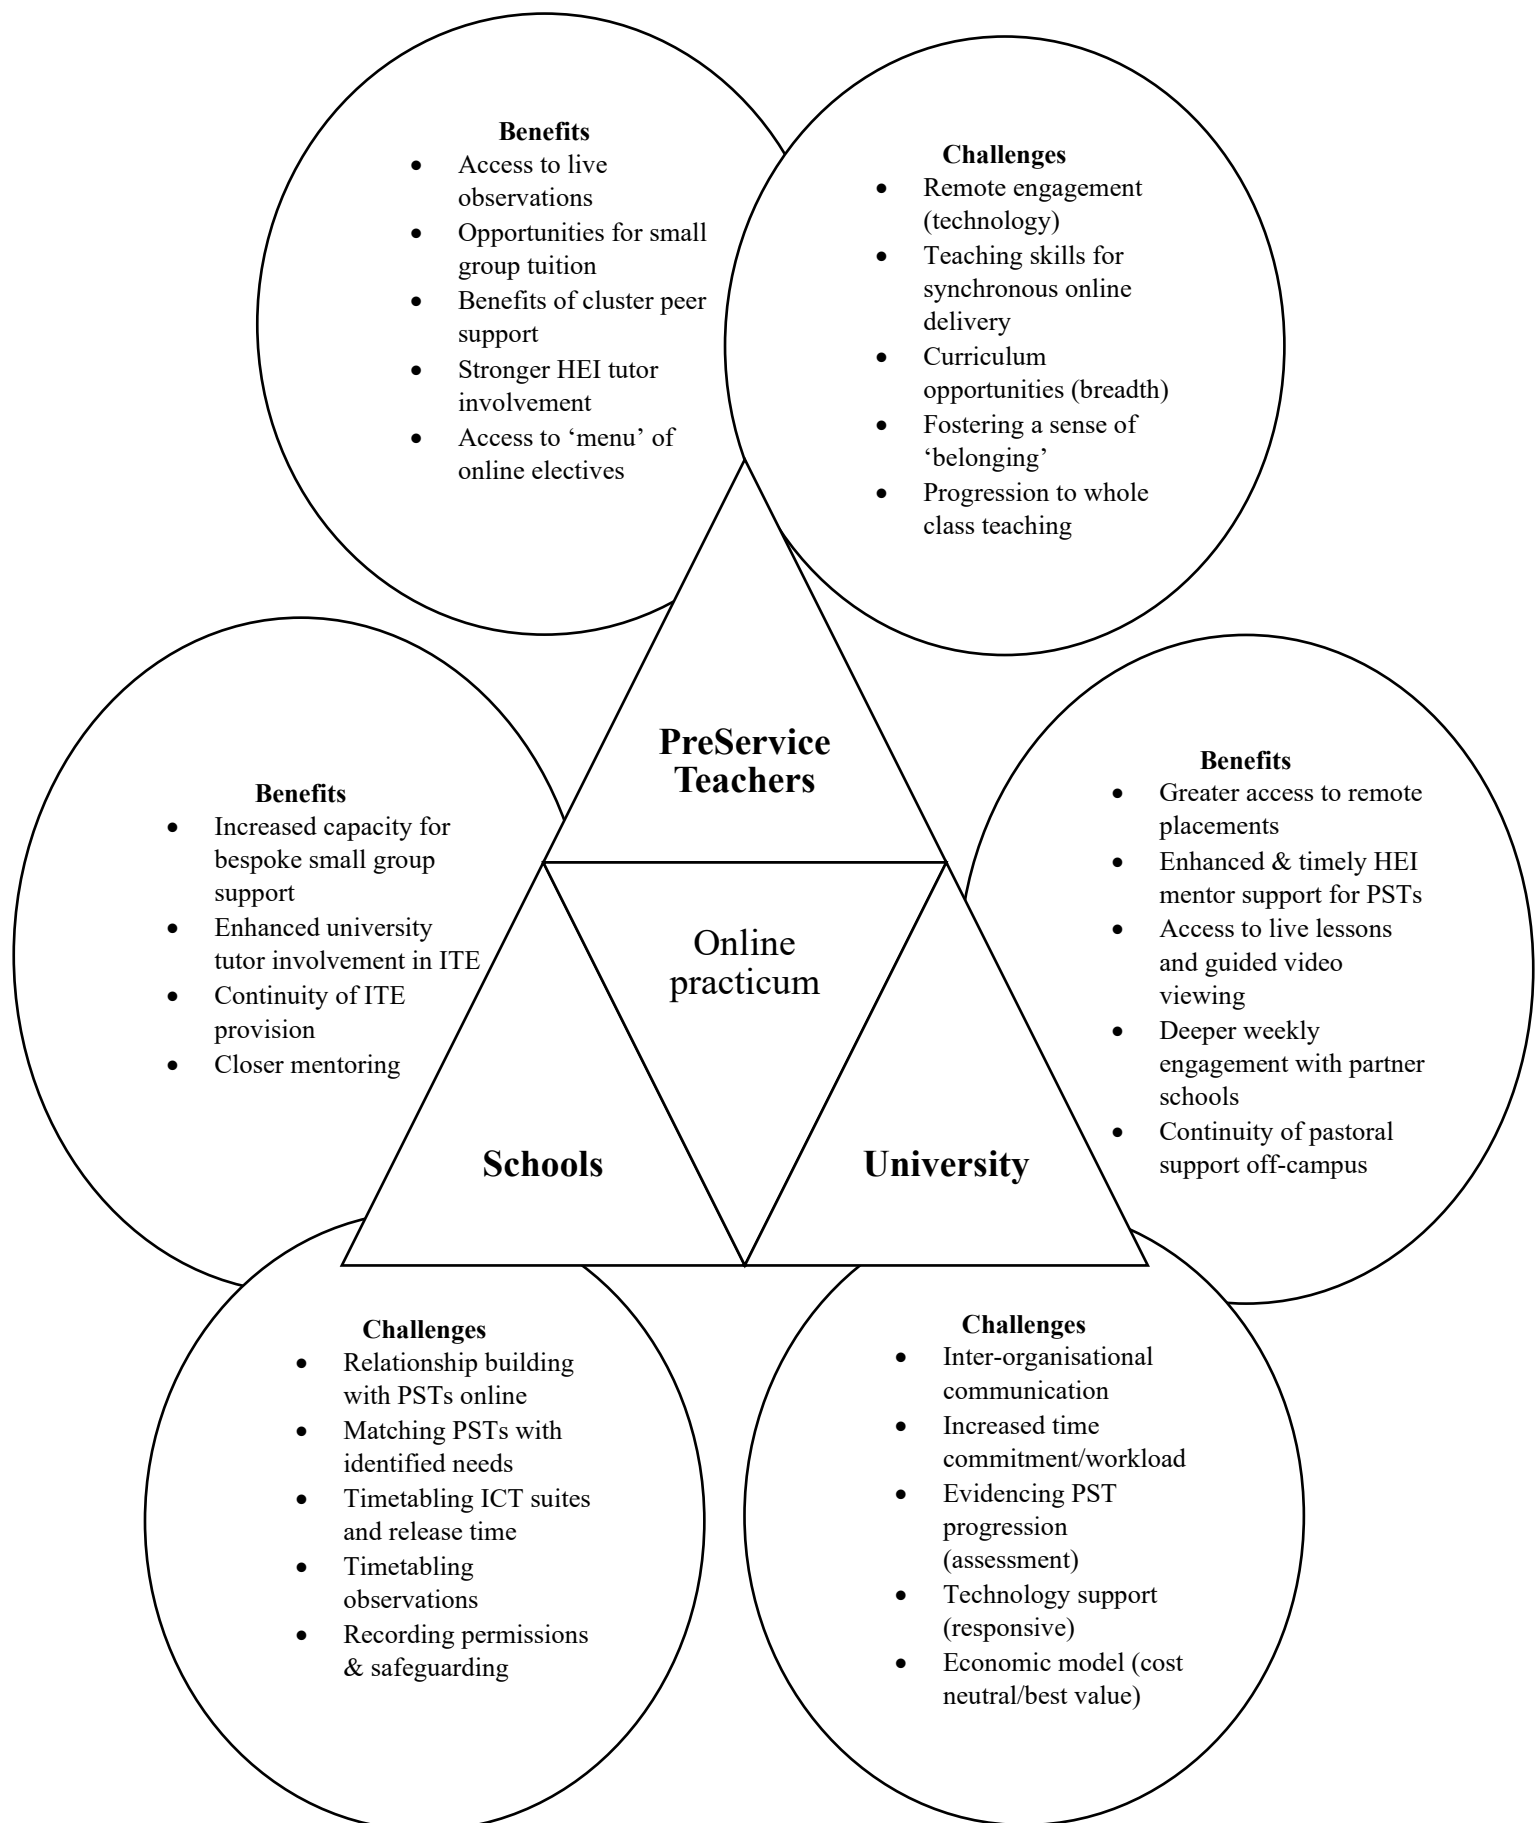 Benefits
• Access to live
observations
• Opportunities for small
group tuition
• Benefits of cluster peer
support
• Stronger HEI tutor
involvement
• Access to ‘menu’ of
online electives
Challenges
• Remote engagement
(technology)
• Teaching skills for
synchronous online
delivery
• Curriculum
opportunities (breadth)
• Fostering a sense of
‘belonging’
• Progression to whole
class teaching
PreService
Teachers
Benefits
• Increased capacity for
bespoke small group
support
• Enhanced university
tutor involvement in ITE
• Continuity of ITE
provision
• Closer mentoring
Online
practicum
Benefits
• Greater access to remote
placements
• Enhanced & timely HEI
mentor support for PSTs
• Access to live lessons
and guided video
viewing
• Deeper weekly
engagement with partner
schools
• Continuity of pastoral
support off-campus
Schools
University
Challenges
• Relationship building
with PSTs online
• Matching PSTs with
identified needs
• Timetabling ICT suites
and release time
• Timetabling
observations
• Recording permissions
& safeguarding
Challenges
• Inter-organisational
communication
• Increased time
commitment/workload
• Evidencing PST
progression
(assessment)
• Technology support
(responsive)
• Economic model (cost
neutral/best value)